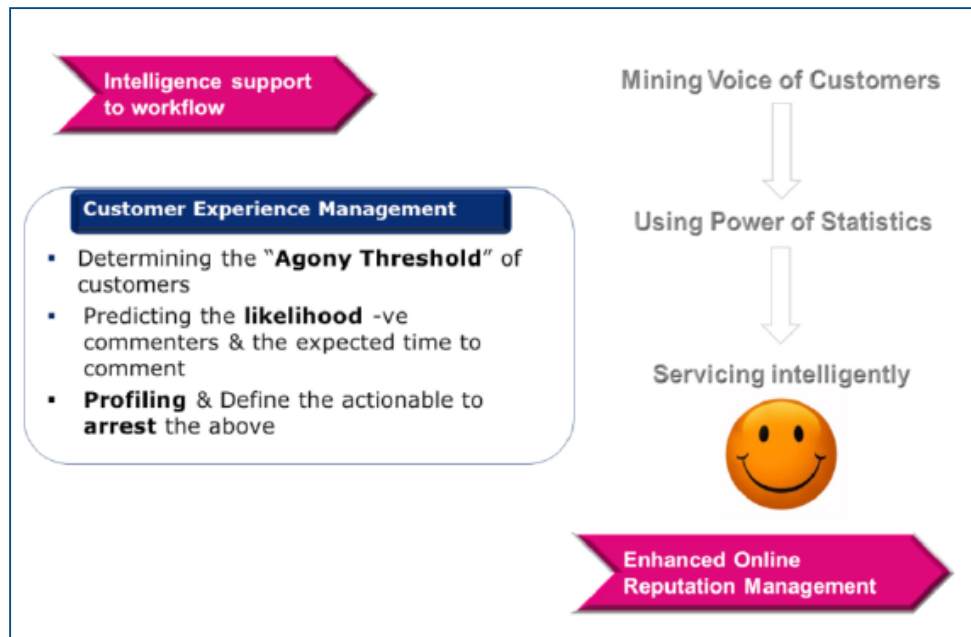 Intelligence support
to workflow
Mining Voice of Customers
Using Power of Statistics
Servicing intelligently
Customer Experience Management
▪ Determining the “Agony Threshold” of
customers
▪ Predicting the likelihood -ve
commenters & the expected time to
comment
▪ Profiling & Define the actionable to
arrest the above
Enhanced Online
Reputation Management